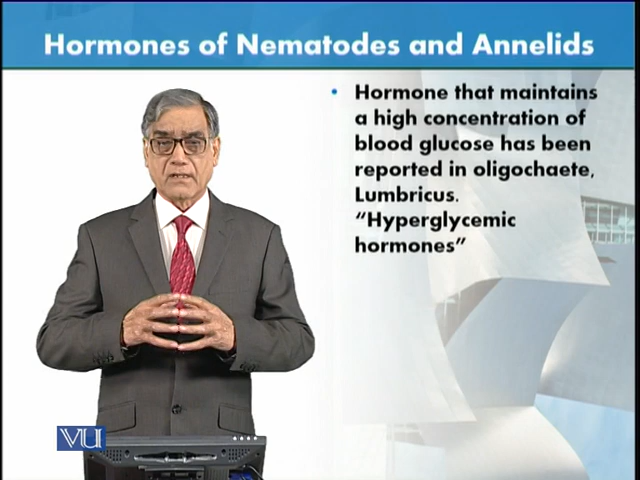 Hormones of Nematodes and Annelids
• Hormone that maintains
a high concentration of
blood glucose has been
reported in oligochaete,
Lumbricus.
“Hyperglycemic
hormones”
VU